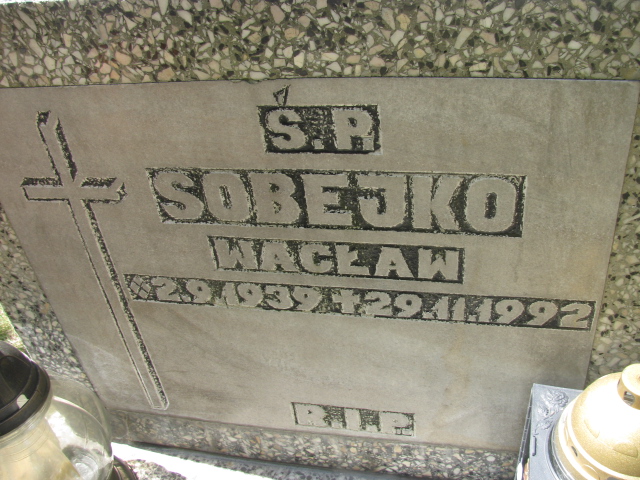 Ś.P.
SOBEJKO
WACŁAW
* 2.9.1939 + 29.11.1992
R.I.P.